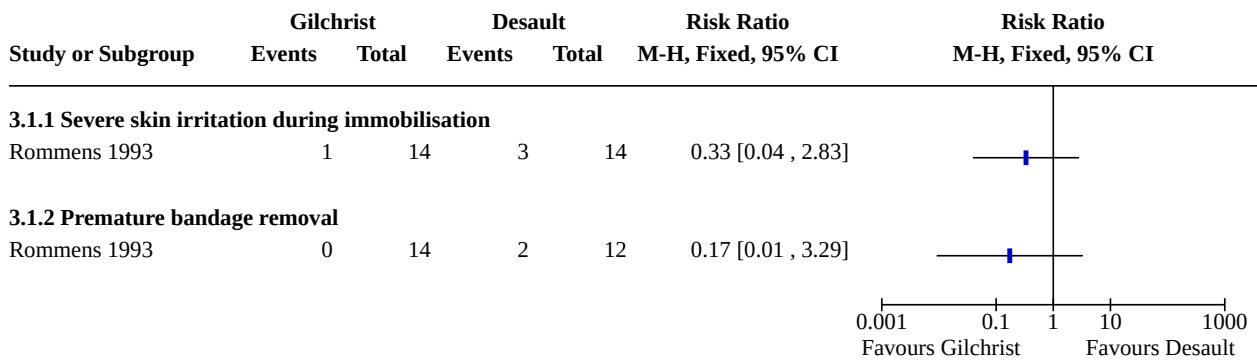 Gilchrist Desault Risk Ratio Risk Ratio
Study or Subgroup Events Total Events Total M-H, Fixed, 95% CI M-H, Fixed, 95% CI
3.1.1 Severe skin irritation during immobilisation
Rommens 1993 1 14 3 14 0.33 [0.04 , 2.83]
3.1.2 Premature bandage removal
Rommens 1993 0 14 2 12 0.17 [0.01 , 3.29]
0.001 0.1 1 10 1000
Favours Gilchrist Favours Desault